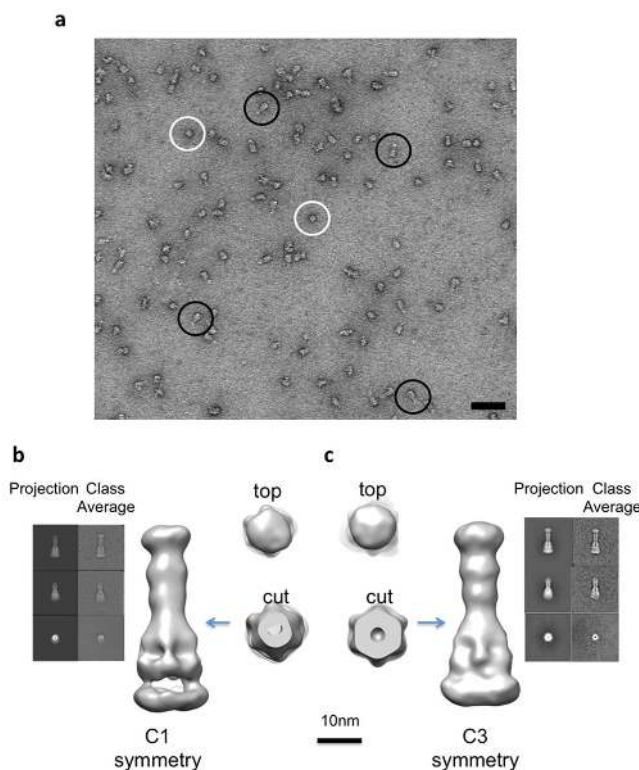 a
b
c
Projection Class
Average
top
top
Projection Class
Average
cut
cut
C1
symmetry
10nm
C3
symmetry